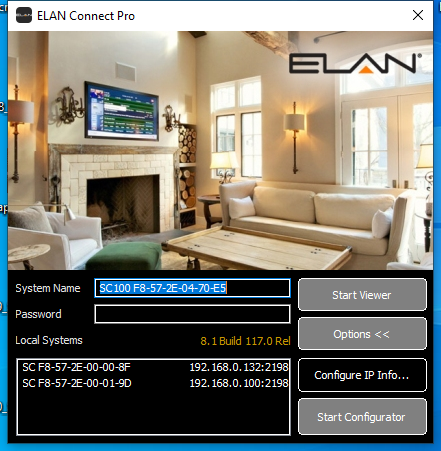 ELAN Connect Pro
ELAN®
System Name
SC100 F8-57-2E-04-70-E5
Start Viewer
Password
Options <<
Local Systems
8.1 Build 117.0 Rel
SC F8-57-2E-00-00-8F 192.168.0.132:2198
SC F8-57-2E-00-01-9D 192.168.0.100:2198
Configure IP Info...
Start Configurator